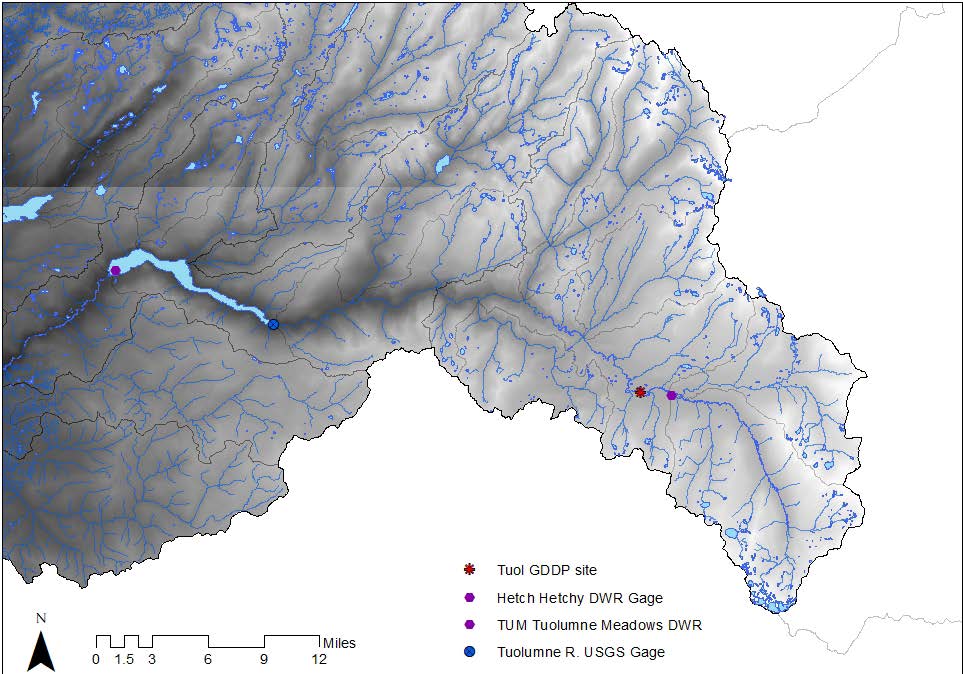 Tuol GDDP site
Hetch Hetchy DWR Gage
TUM Tuolumne Meadows DWR
Tuolumne R. USGS Gage
N
Miles
0 1.5 3 6 9 12